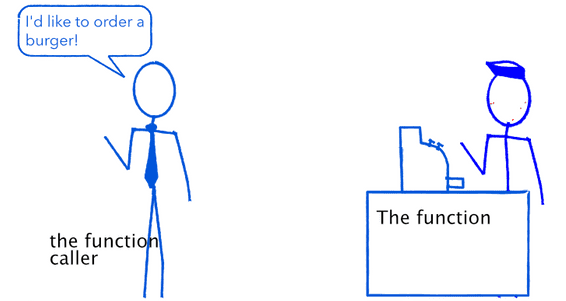 I'd like to order a
burger!
The function
the function
caller